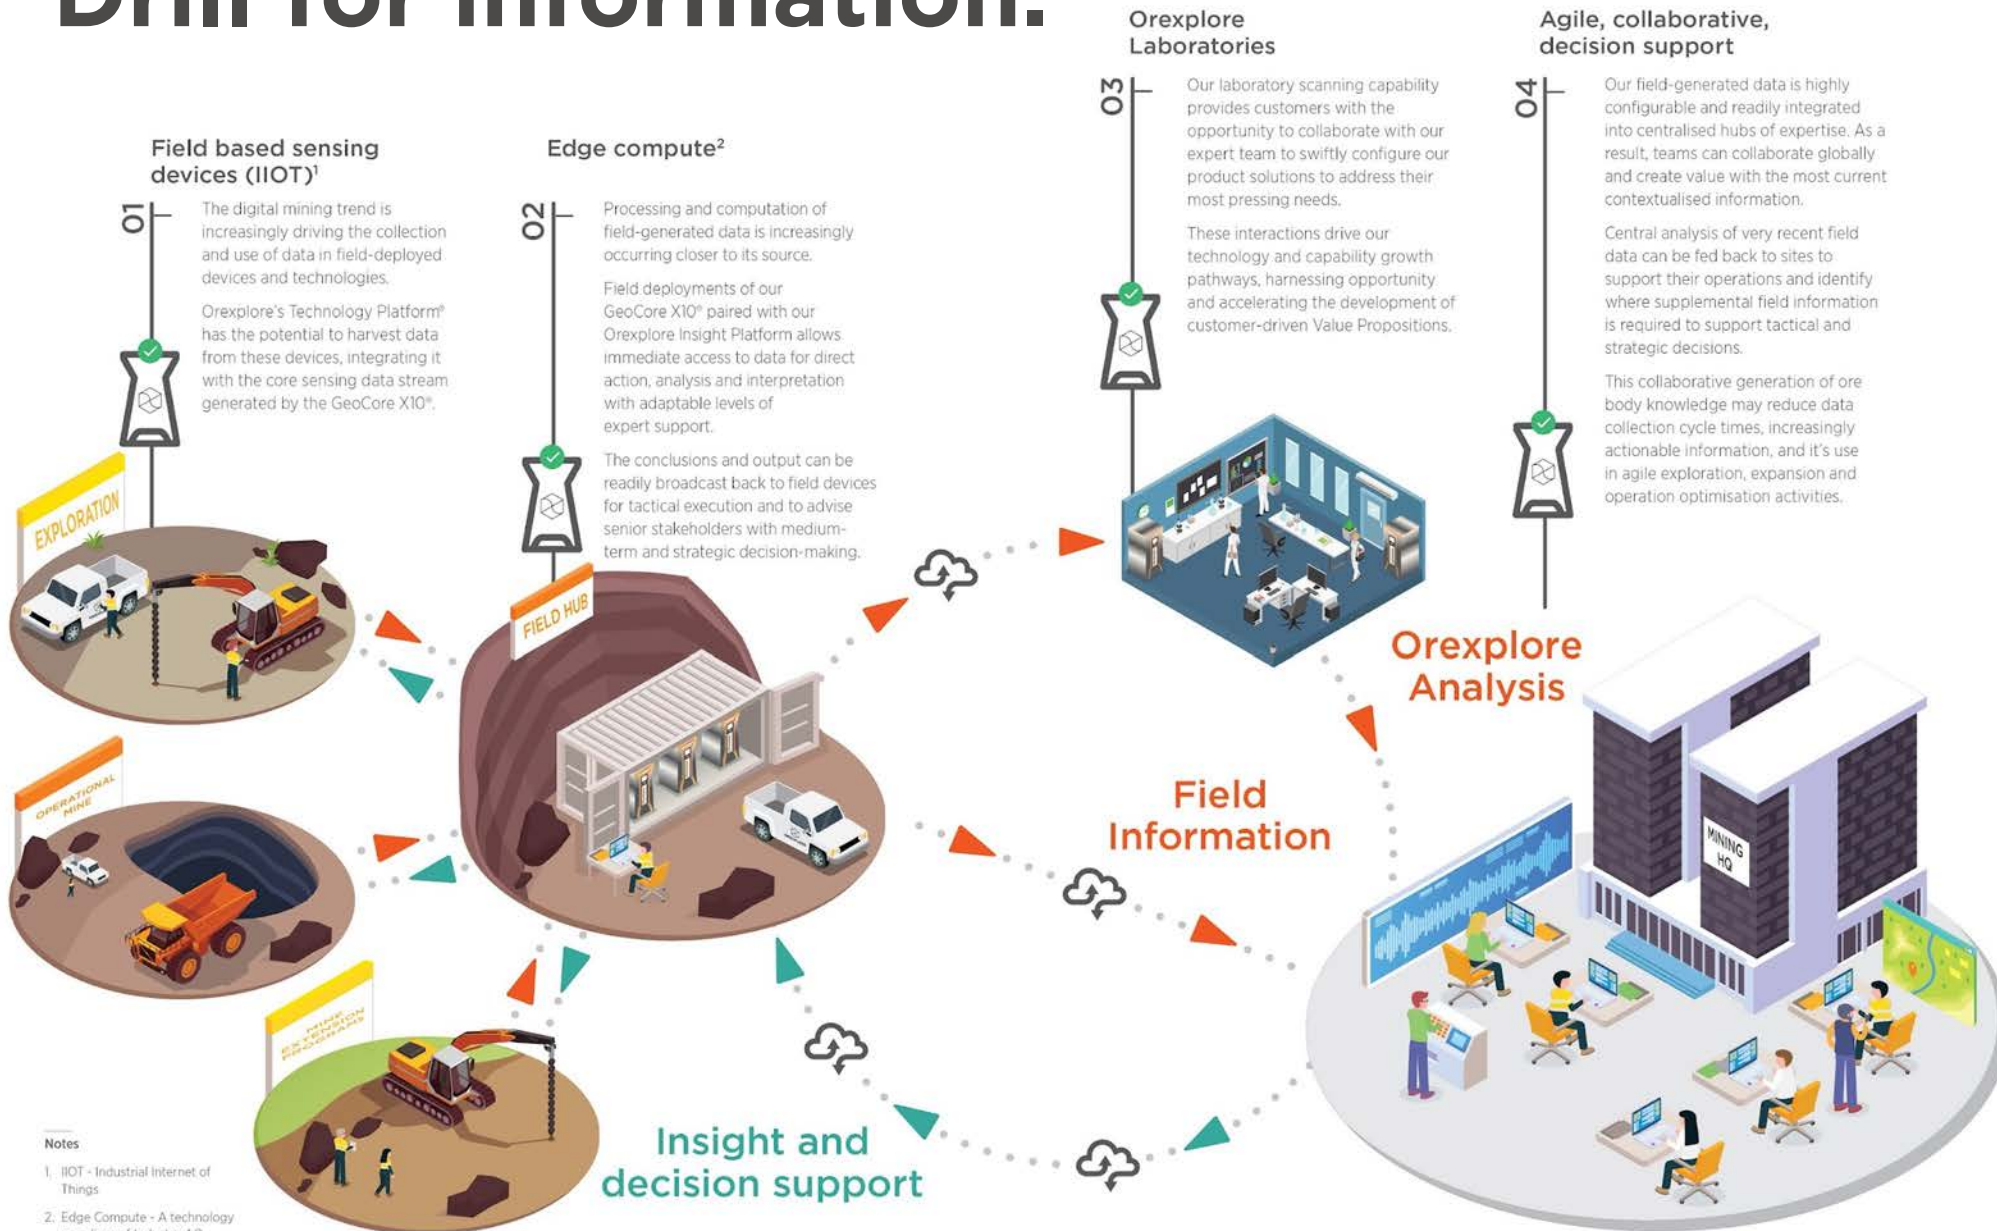 Drill for information.
Field based sensing
devices (IIOT)¹
01
The digital mining trend is
increasingly driving the collection
and use of data in field-deployed
devices and technologies.
Orexplore's Technology Platform®
has the potential to harvest data
from these devices, integrating it
with the core sensing data stream
generated by the GeoCore X10®.
Edge compute²
02
Processing and computation of
field-generated data is increasingly
occurring closer to its source.
Field deployments of our
GeoCore X10® paired with our
Orexplore Insight Platform allows
immediate access to data for direct
action, analysis and interpretation
with adaptable levels of
expert support.
The conclusions and output can be
readily broadcast back to field devices
for tactical execution and to advise
senior stakeholders with medium-
term and strategic decision-making.
Orexplore
Laboratories
03
Our laboratory scanning capability
provides customers with the
opportunity to collaborate with our
expert team to swiftly configure our
product solutions to address their
most pressing needs.
These interactions drive our
technology and capability growth
pathways, harnessing opportunity
and accelerating the development of
customer-driven Value Propositions.
Agile, collaborative,
decision support
04
Our field-generated data is highly
configurable and readily integrated
into centralised hubs of expertise. As a
result, teams can collaborate globally
and create value with the most current
contextualised information.
Central analysis of very recent field
data can be fed back to sites to
support their operations and identify
where supplemental field information
is required to support tactical and
strategic decisions.
This collaborative generation of ore
body knowledge may reduce data
collection cycle times, increasingly
actionable information, and it's use
in agile exploration, expansion and
operation optimisation activities.
EXPLORATION
FIELD HUB
OPERATIONAL
MINE
MINE
EXTENSION
PROGRAMS
Orexplore
Analysis
Field
Information
MINING
HQ
Insight and
decision support
Notes
1. IIOT - Industrial Internet of
Things
2. Edge Compute - A technology